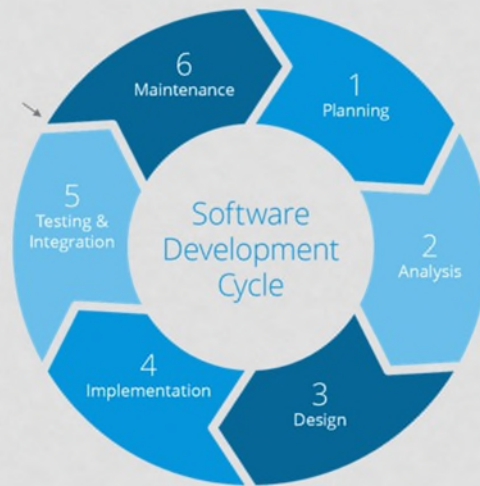 Software
Development
Cycle
1
Planning
2
Analysis
3
Design
4
Implementation
5
Testing &
Integration
6
Maintenance